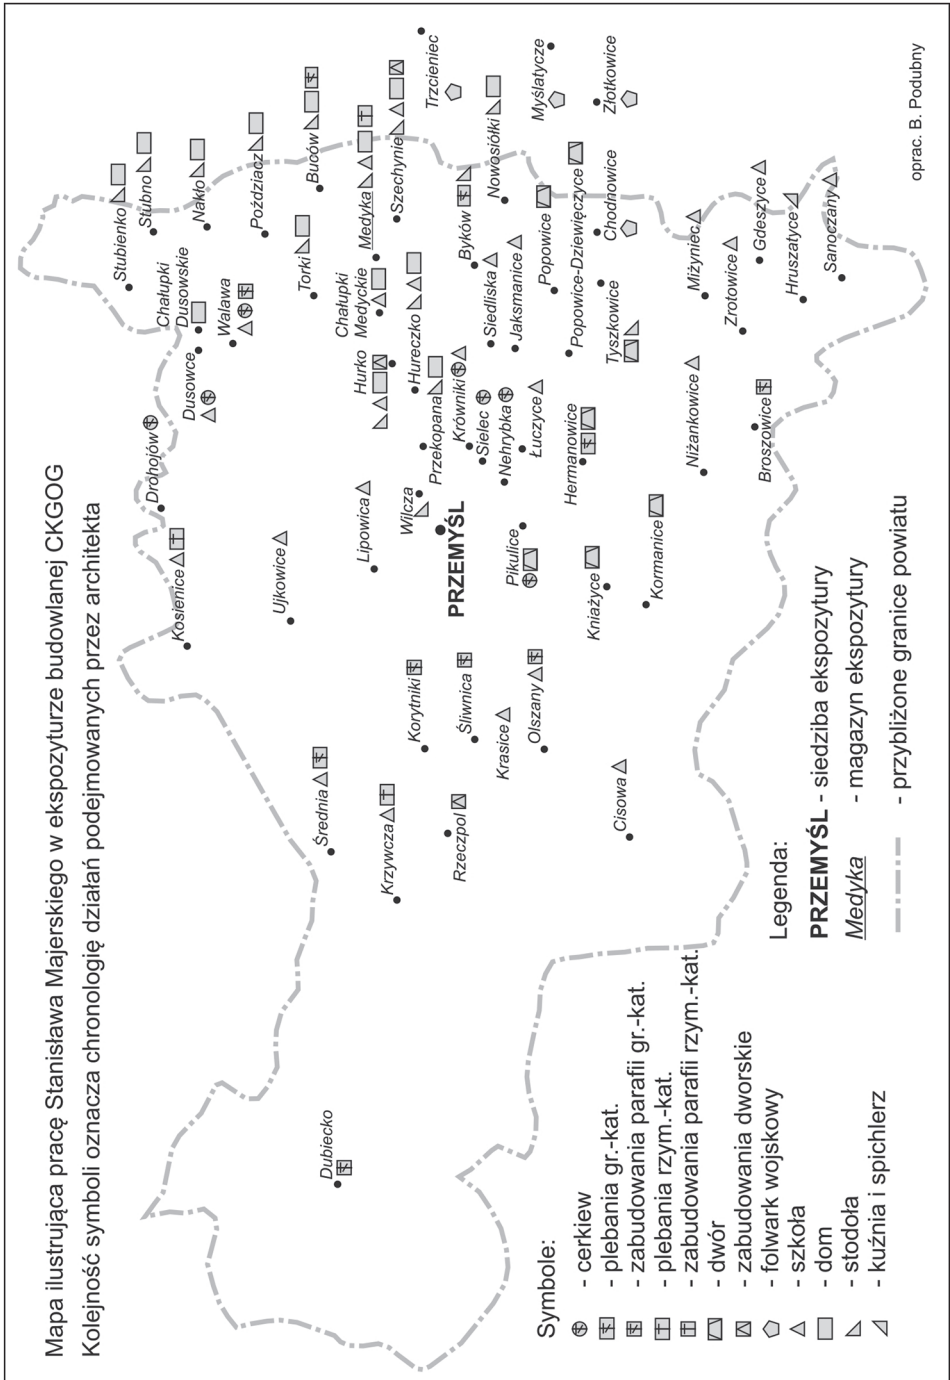 Mapa ilustrująca pracę Stanisława Majerskiego w ekspozyturze budowlanej CKGOG
Kolejność symboli oznacza chronologię działań podejmowanych przez architekta
Stubienko
Stubno
Nakło
Chałupki
Dusowskie
Dusowce
Drohojów
Walawa
Poździacz
Kosienice
Buców
Torki
Ujkowice
Średnia
Dubiecko
Chałupki
Medyckie
Medyka
Szechynie
Hurko
Lipowica
Krzywcza
Hureczko
Trzcieniec
Wilcza
Przekopana
PRZEMYŚL
Korytniki
Rzeczpol
Krówniki
Byków
Śliwnica
Sielec
Siedliska
Nowosiółki
Krasice
Nehrybka
Jaksmanice
Pikulice
Łuczyce
Olszany
Popowice
Myślatycze
Hermanowice
Popowice-Dziewięczyce
Kniażyce
Tyszkowice
Chodnowice
Złotkowice
Cisowa
Kormanice
Niżankowice
Miżyniec
Zrotowice
Gdeszyce
Broszowice
Hruszatyce
Sanoczany
Symbole:
- cerkiew
- plebania gr.-kat.
- zabudowania parafii gr.-kat.
- plebania rzym.-kat.
- zabudowania parafii rzym.-kat.
- dwór
- zabudowania dworskie
- folwark wojskowy
- szkoła
- dom
- stodoła
- kuźnia i spichlerz
Legenda:
PRZEMYŚL - siedziba ekspozytury
Medyka - magazyn ekspozytury
- przybliżone granice powiatu
oprac. B. Podubny